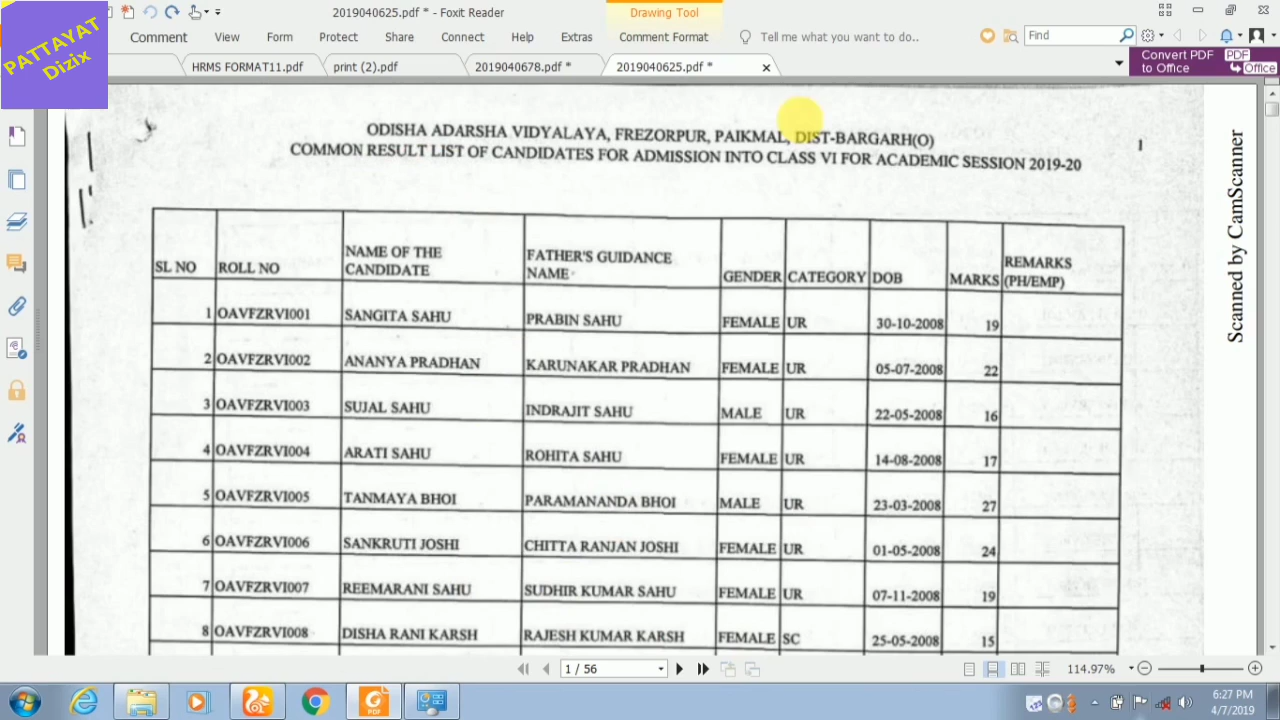 PATTAYAT
Dizix
2019040625.pdf * - Foxit Reader
Drawing Tool
Comment View Form Protect Share Connect Help Extras Comment Format Tell me what you want to do.. Find
HRMS FORMAT11.pdf print (2).pdf 2019040678.pdf * 2019040625.pdf *
Convert PDF
to Office
PDF
Office
ODISHA ADARSHA VIDYALAYA, FREZORPUR, PAIKMAL, DIST-BARGARH(O)
COMMON RESULT LIST OF CANDIDATES FOR ADMISSION INTO CLASS VI FOR ACADEMIC SESSION 2019-20
1
Scanned by CamScanner
SL NO ROLL NO NAME OF THE CANDIDATE FATHER'S GUIDANCE NAME GENDER CATEGORY DOB MARKS REMARKS (PH/EMP)
1 OAVFZRVI001 SANGITA SAHU PRABIN SAHU FEMALE UR 30-10-2008 19
2 OAVFZRVI002 ANANYA PRADHAN KARUNAKAR PRADHAN FEMALE UR 05-07-2008 22
3 OAVFZRVI003 SUJAL SAHU INDRAJIT SAHU MALE UR 22-05-2008 16
4 OAVFZRVI004 ARATI SAHU ROHITA SAHU FEMALE UR 14-08-2008 17
5 OAVFZRVI005 TANMAYA BHOI PARAMANANDA BHOI MALE UR 23-03-2008 27
6 OAVFZRVI006 SANKRUTI JOSHI CHITTA RANJAN JOSHI FEMALE UR 01-05-2008 24
7 OAVFZRVI007 REEMARANI SAHU SUDHIR KUMAR SAHU FEMALE UR 07-11-2008 19
8 OAVFZRVI008 DISHA RANI KARSH RAJESH KUMAR KARSH FEMALE SC 25-05-2008 15
1 / 56
114.97%
PDF
6:27 PM
4/7/2019